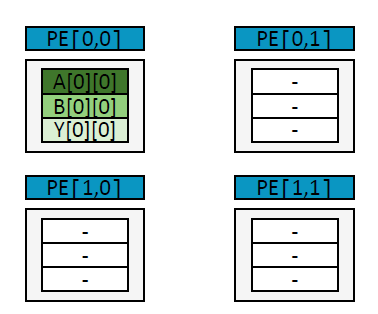 PE[0,0]
PE[0,1]
A[0][0]
B[0][0]
Y[0][0]
-
-
-
PE[1,0]
PE[1,1]
-
-
-
-
-
-